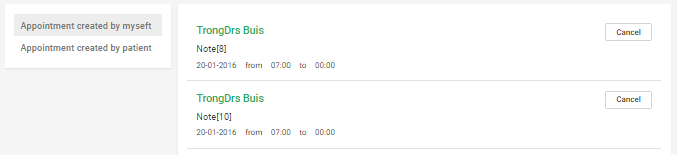 Appointment created by myseft
Appointment created by patient
TrongDrs Buis
Cancel
Note[8]
20-01-2016 from 07:00 to 00:00
TrongDrs Buis
Cancel
Note[10]
20-01-2016 from 07:00 to 00:00